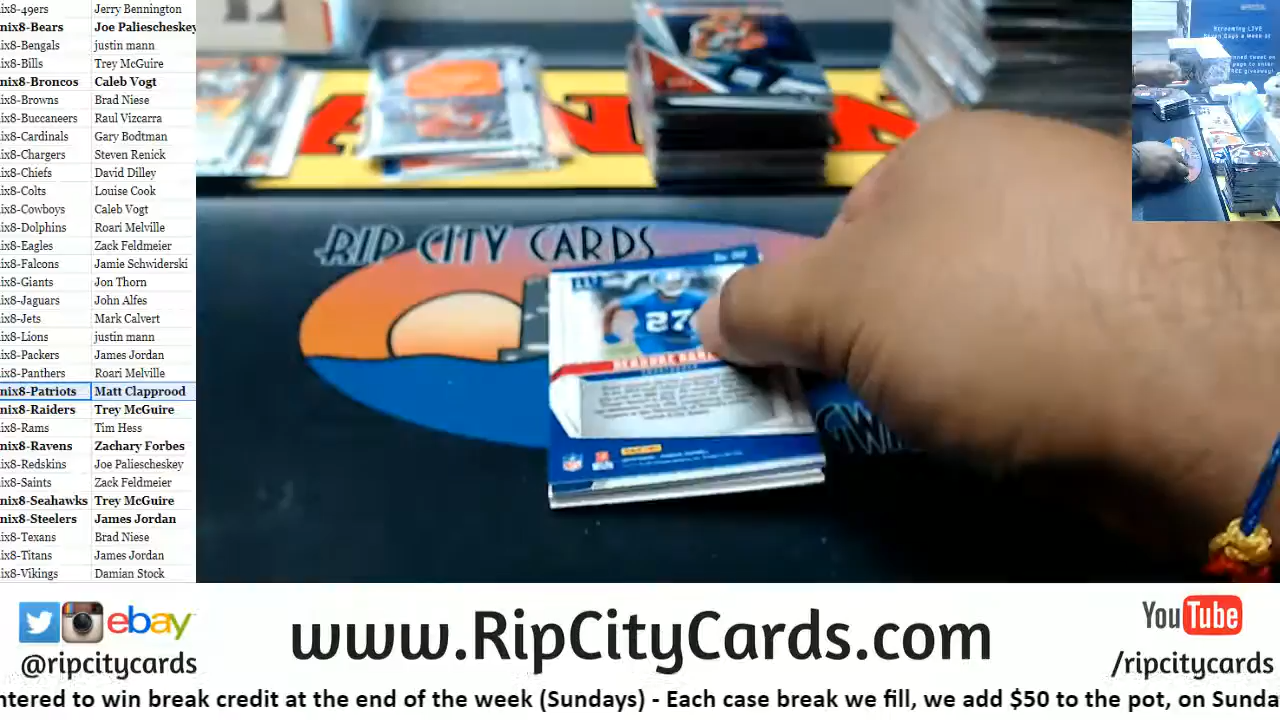 ix8-49ers Jerry Bennington
nix8-Bears Joe Paliescheskey
ix8-Bengals justin mann
ix8-Bills Trey McGuire
nix8-Broncos Caleb Vogt
ix8-Browns Brad Niese
ix8-Buccaneers Raul Vizcarra
ix8-Cardinals Gary Bodtman
ix8-Chargers Steven Renick
ix8-Chiefs David Dilley
ix8-Colts Louise Cook
ix8-Cowboys Caleb Vogt
ix8-Dolphins Roari Melville
ix8-Eagles Zack Feldmeier
ix8-Falcons Jamie Schwiderski
ix8-Giants Jon Thorn
ix8-Jaguars John Alfes
ix8-Jets Mark Calvert
ix8-Lions justin mann
ix8-Packers James Jordan
ix8-Panthers Roari Melville
nix8-Patriots Matt Clapprood
nix8-Raiders Trey McGuire
ix8-Rams Tim Hess
nix8-Ravens Zachary Forbes
ix8-Redskins Joe Paliescheskey
ix8-Saints Zack Feldmeier
nix8-Seahawks Trey McGuire
nix8-Steelers James Jordan
ix8-Texans Brad Niese
ix8-Titans James Jordan
ix8-Vikings Damian Stock
RIP CITY CARDS
27
ebay
@ripcitycards
www.RipCityCards.com
YouTube
/ripcitycards
ntered to win break credit at the end of the week (Sundays) - Each case break we fill, we add $50 to the pot, on Sunda